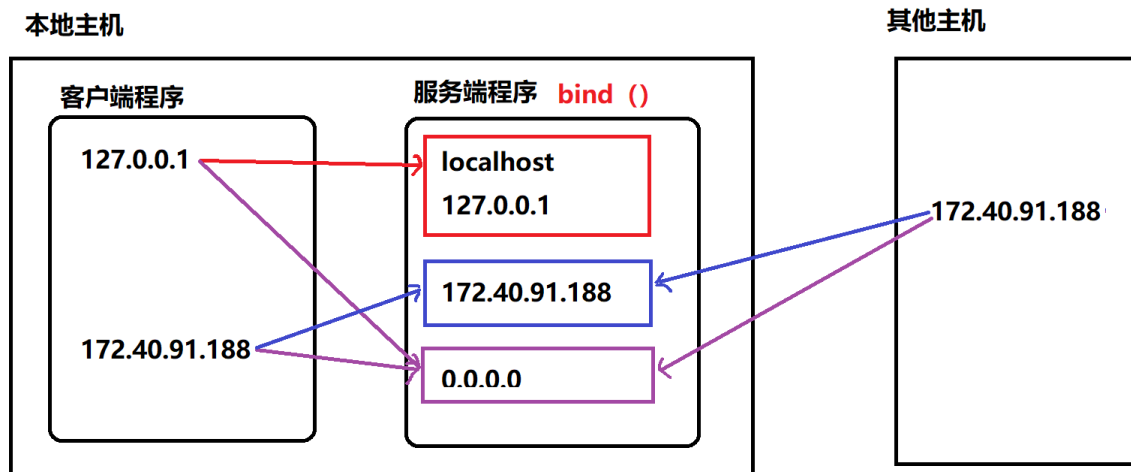 本地主机
其他主机
客户端程序
服务端程序 bind（）
127.0.0.1
localhost
127.0.0.1
172.40.91.188
172.40.91.188
172.40.91.188
0.0.0.0